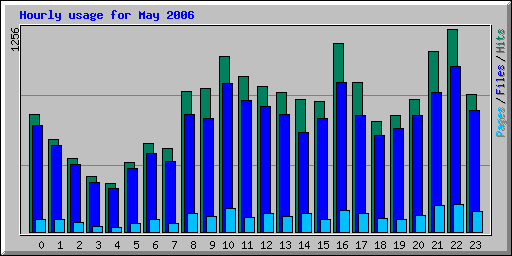 Hourly usage for May 2006
1256
Pages/Files/Hits
0 1 2 3 4 5 6 7 8 9 10 11 12 13 14 15 16 17 18 19 20 21 22 23